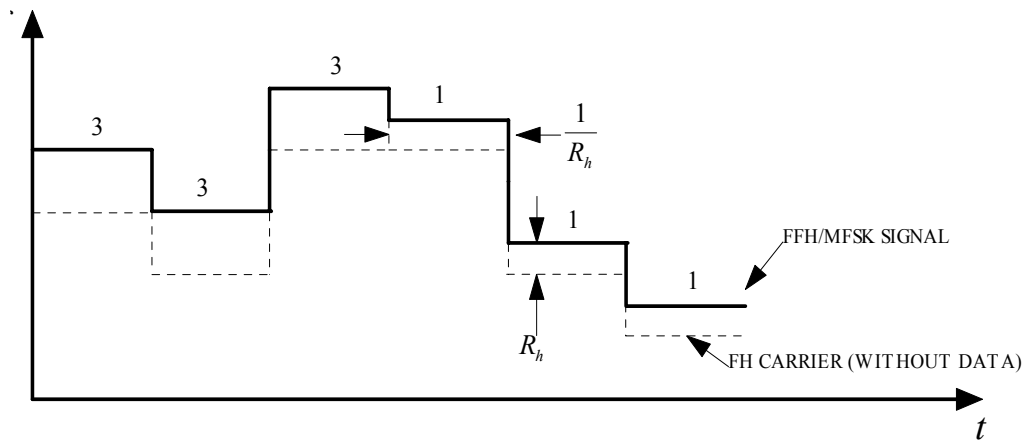 3
3
3
1
1
R_h
1
FFH/MFSK SIGNAL
1
R_h
FH CARRIER (WITHOUT DATA)
t